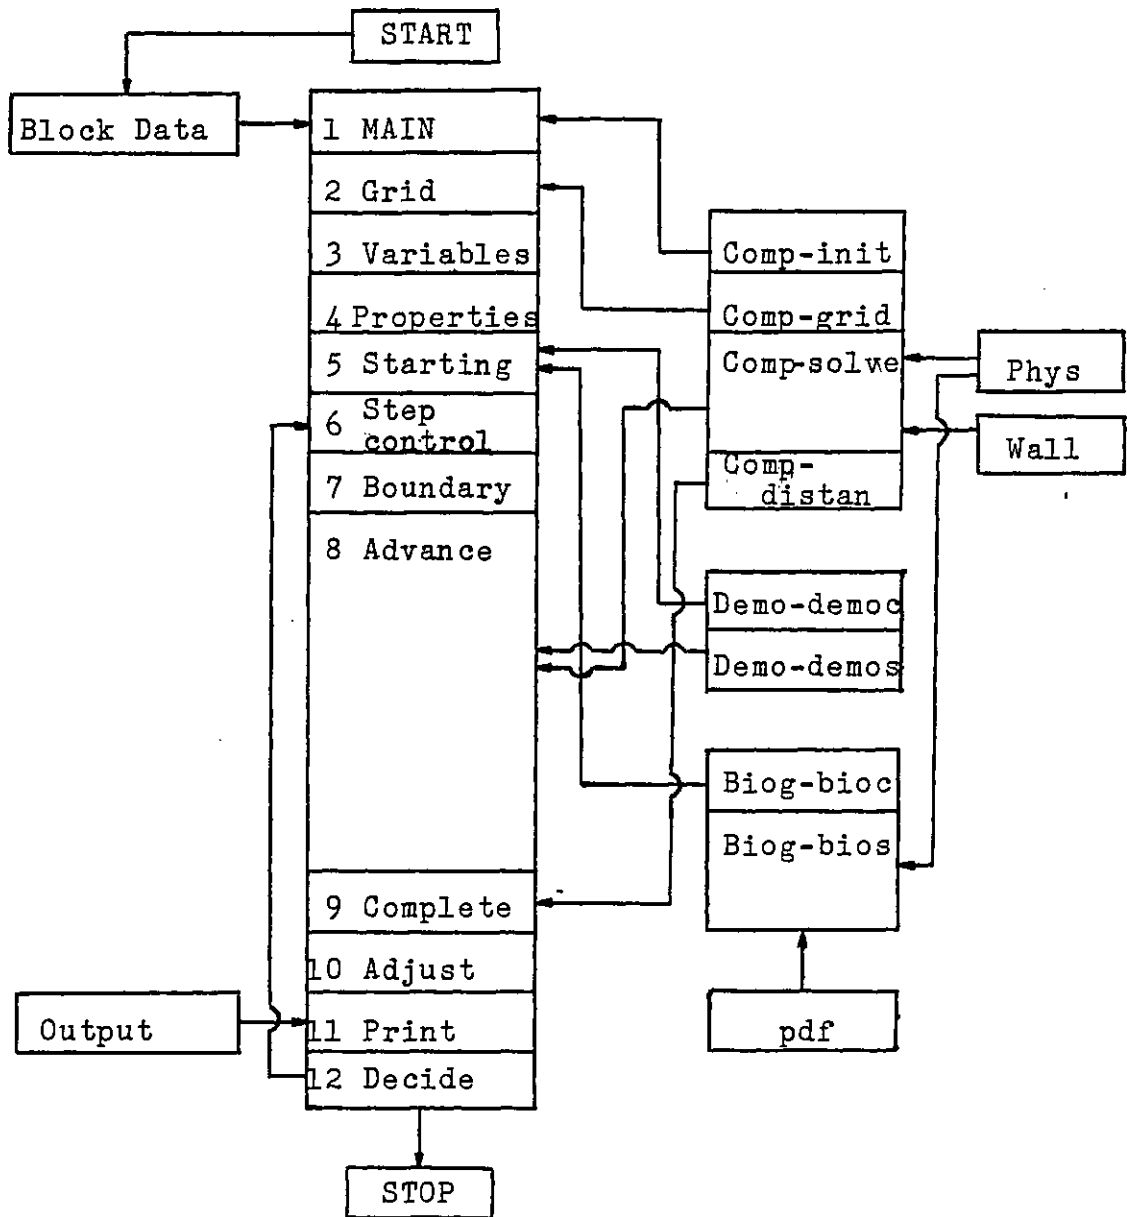 START
Block Data
1 MAIN
2 Grid
3 Variables
4 Properties
5 Starting
6 Step
control
7 Boundary
8 Advance
9 Complete
10 Adjust
11 Print
12 Decide
Output
STOP
Comp-init
Comp-grid
Comp-solve
Comp-
distan
Phys
Wall
Demo-democ
Demo-demos
Biog-bioc
Biog-bios
pdf